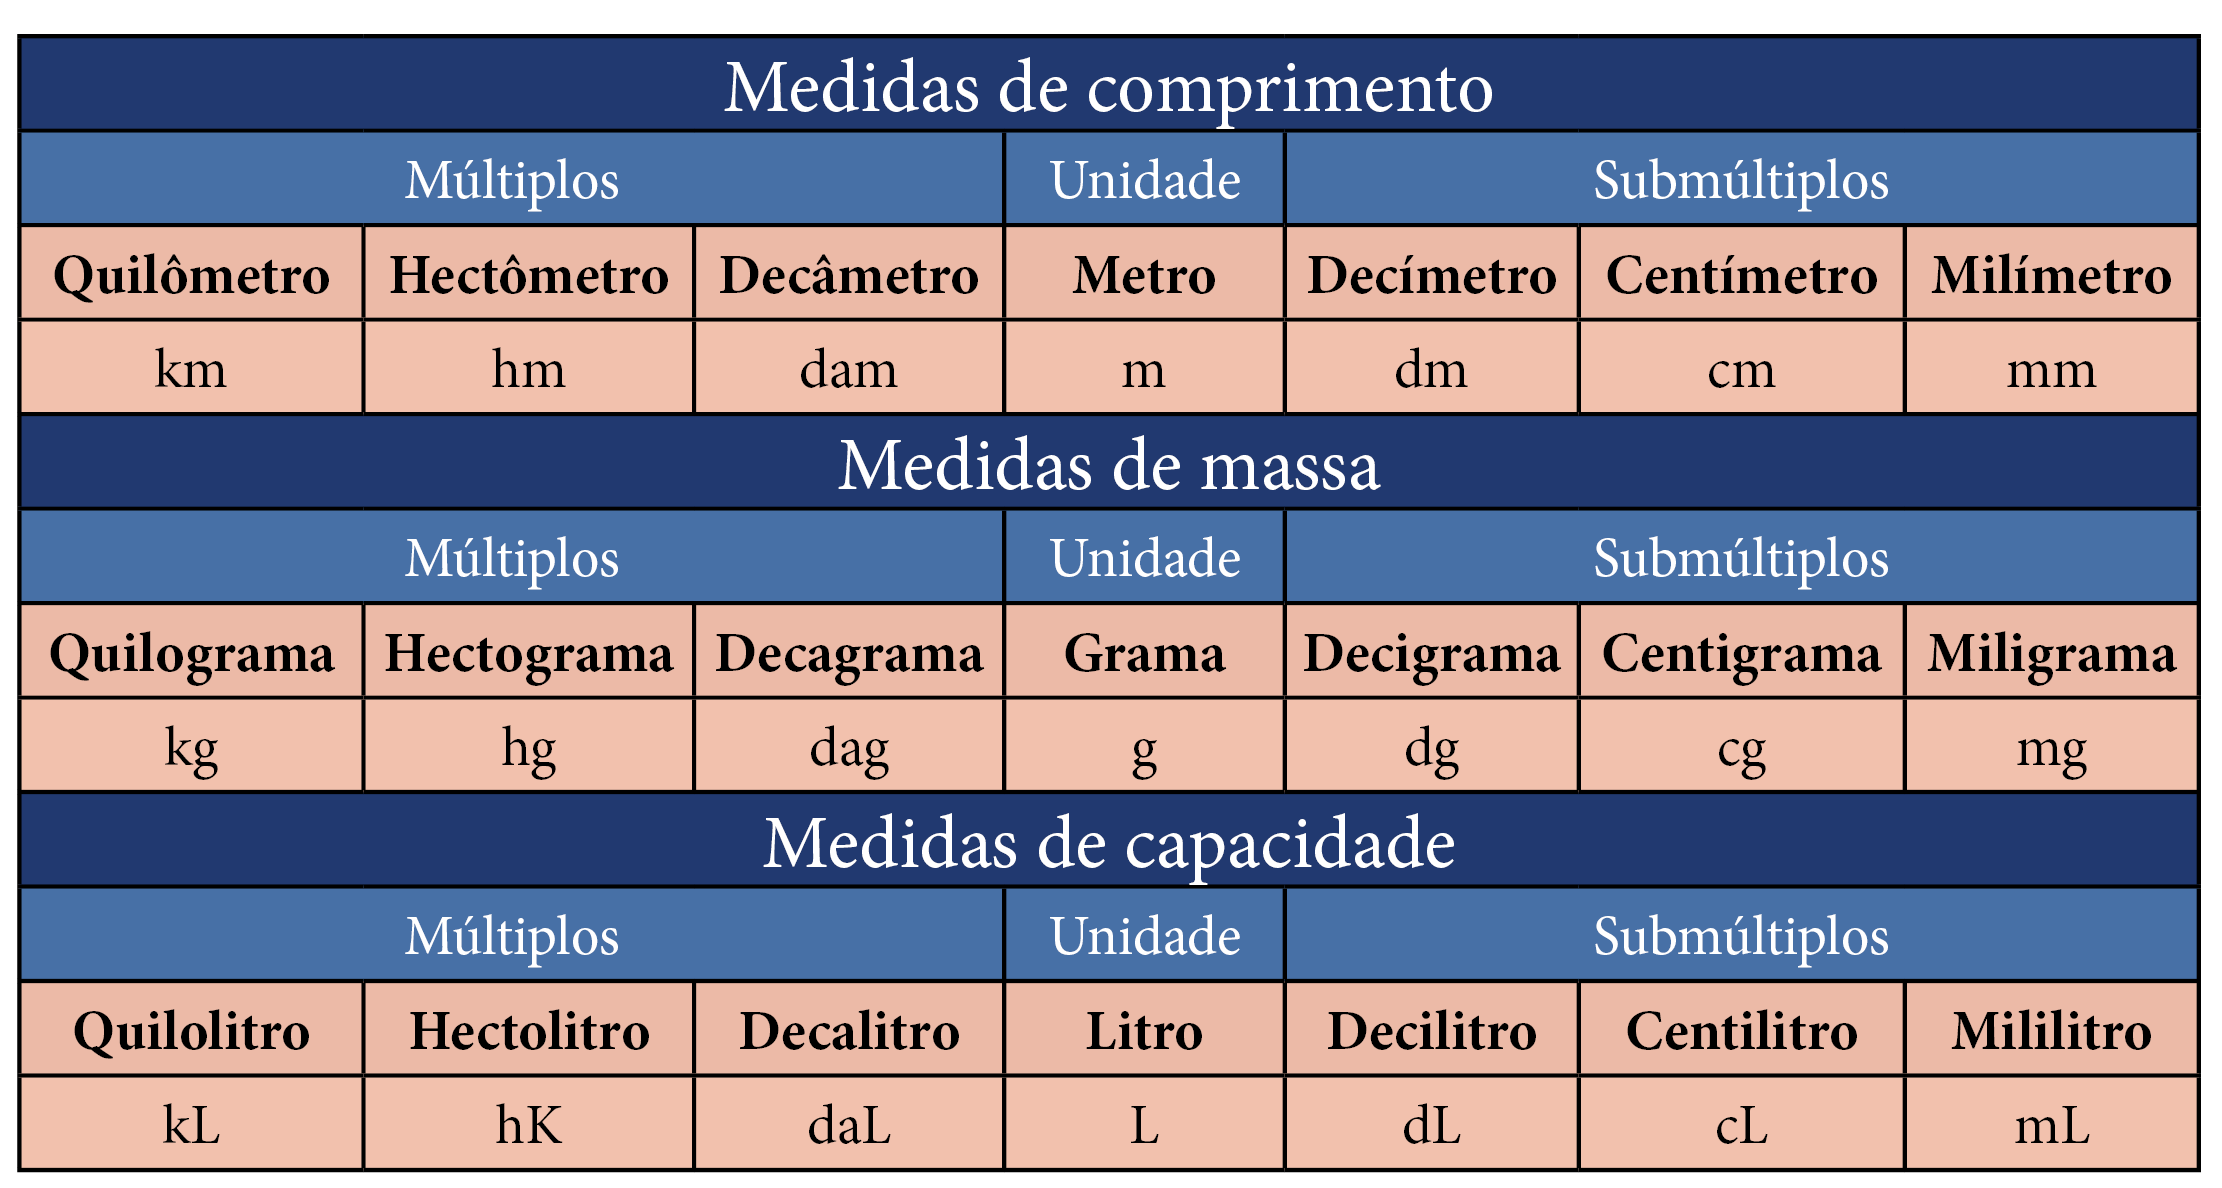 Medidas de comprimento
Múltiplos Unidade Submúltiplos
Quilômetro Hectômetro Decâmetro Metro Decímetro Centímetro Milímetro
km hm dam m dm cm mm
Medidas de massa
Múltiplos Unidade Submúltiplos
Quilograma Hectograma Decagrama Grama Decigrama Centigrama Miligrama
kg hg dag g dg cg mg
Medidas de capacidade
Múltiplos Unidade Submúltiplos
Quilolitro Hectolitro Decalitro Litro Decilitro Centilitro Mililitro
kL hK daL L dL cL mL